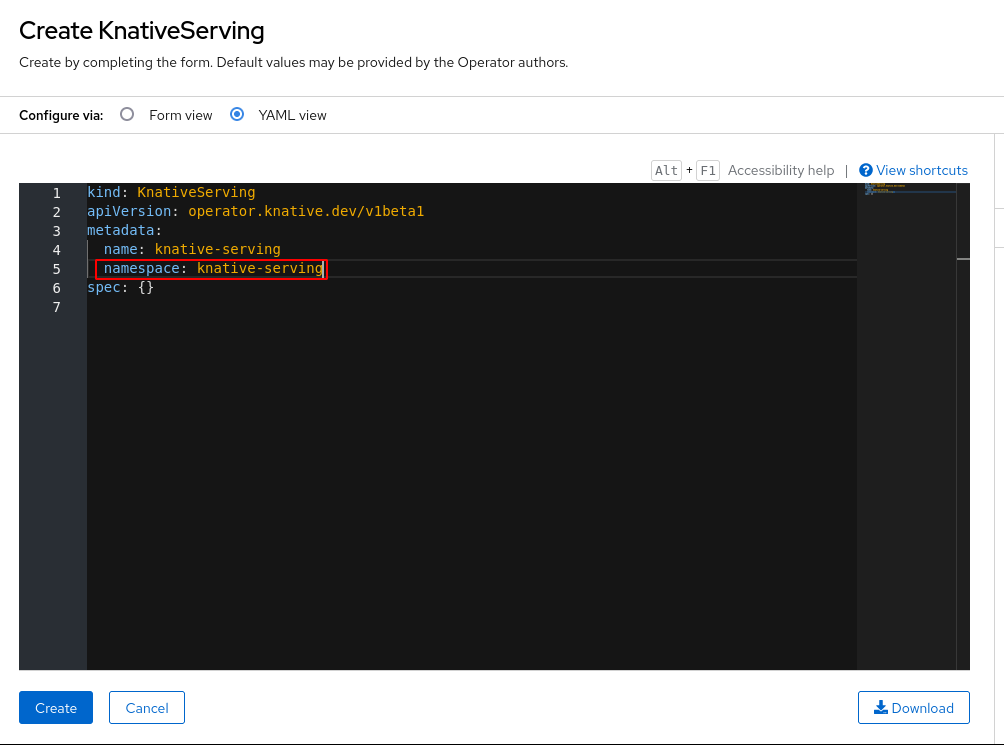 Create KnativeServing
Create by completing the form. Default values may be provided by the Operator authors.
Configure via: Form view YAML view
Alt + F1 Accessibility help | View shortcuts
1 kind: KnativeServing
2 apiVersion: operator.knative.dev/v1beta1
3 metadata:
4 name: knative-serving
5 namespace: knative-serving
6 spec: {}
7
Create Cancel Download